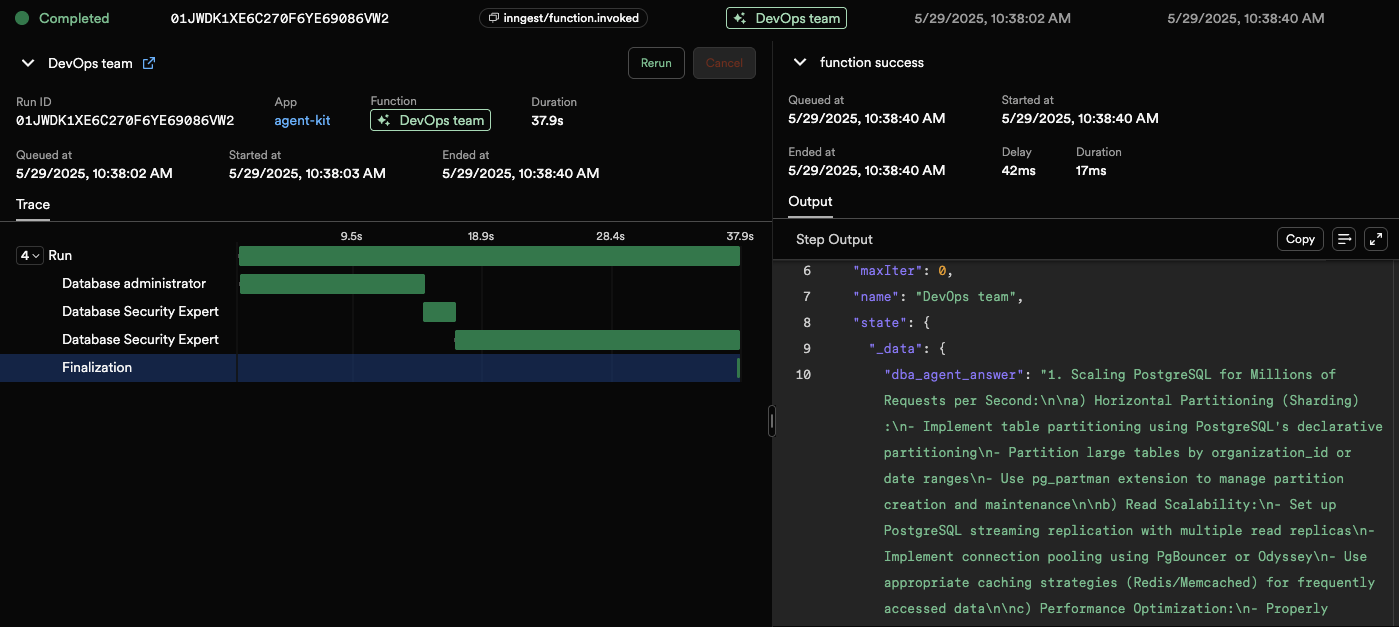 Completed 01JWDK1XE6C270F6YE69086VW2 inngest/function.invoked DevOps team 5/29/2025, 10:38:02 AM 5/29/2025, 10:38:40 AM
DevOps team Rerun Cancel
Run ID App Function Duration
01JWDK1XE6C270F6YE69086VW2 agent-kit DevOps team 37.9s
Queued at Started at Ended at
5/29/2025, 10:38:02 AM 5/29/2025, 10:38:03 AM 5/29/2025, 10:38:40 AM
Trace
9.5s 18.9s 28.4s 37.9s
4 Run
Database administrator
Database Security Expert
Database Security Expert
Finalization
function success
Queued at Started at
5/29/2025, 10:38:40 AM 5/29/2025, 10:38:40 AM
Ended at Delay Duration
5/29/2025, 10:38:40 AM 42ms 17ms
Output
Step Output Copy
6 "maxIter": 0,
7 "name": "DevOps team",
8 "state": {
9 "_data": {
10 "dba_agent_answer": "1. Scaling PostgreSQL for Millions of
Requests per Second:\n\na) Horizontal Partitioning (Sharding)
:\n- Implement table partitioning using PostgreSQL's declarative
partitioning\n- Partition large tables by organization_id or
date ranges\n- Use pg_partman extension to manage partition
creation and maintenance\n\nb) Read Scalability:\n- Set up
PostgreSQL streaming replication with multiple read replicas\n-
Implement connection pooling using PgBouncer or Odyssey\n- Use
appropriate caching strategies (Redis/Memcached) for frequently
accessed data\n\nc) Performance Optimization:\n- Properly